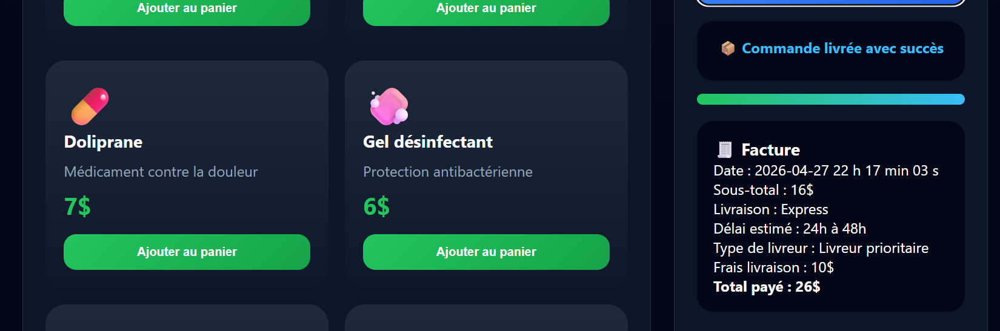 Ajouter au panier
Ajouter au panier
Doliprane
Médicament contre la douleur
7$
Ajouter au panier
Gel désinfectant
Protection antibactérienne
6$
Ajouter au panier
Commande livrée avec succès
Facture
Date : 2026-04-27 22 h 17 min 03 s
Sous-total : 16$
Livraison : Express
Délai estimé : 24h à 48h
Type de livreur : Livreur prioritaire
Frais livraison : 10$
Total payé : 26$